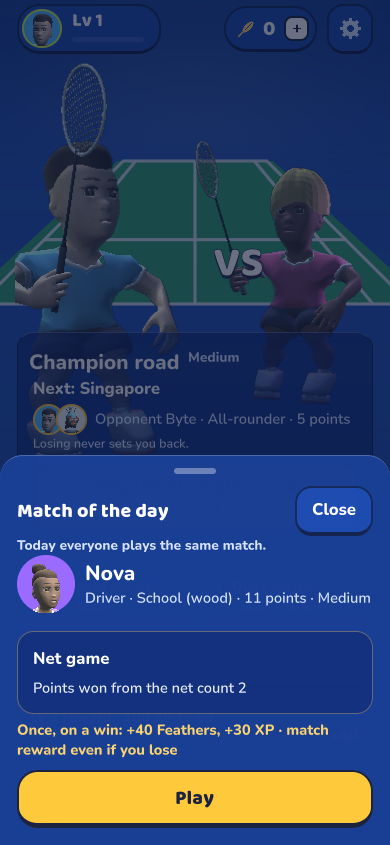 Lv 1
0
+
VS
Champion road Medium
Next: Singapore
Opponent Byte · All-rounder · 5 points
Losing never sets you back.
Match of the day
Close
Today everyone plays the same match.
Nova
Driver · School (wood) · 11 points · Medium
Net game
Points won from the net count 2
Once, on a win: +40 Feathers, +30 XP · match
reward even if you lose
Play